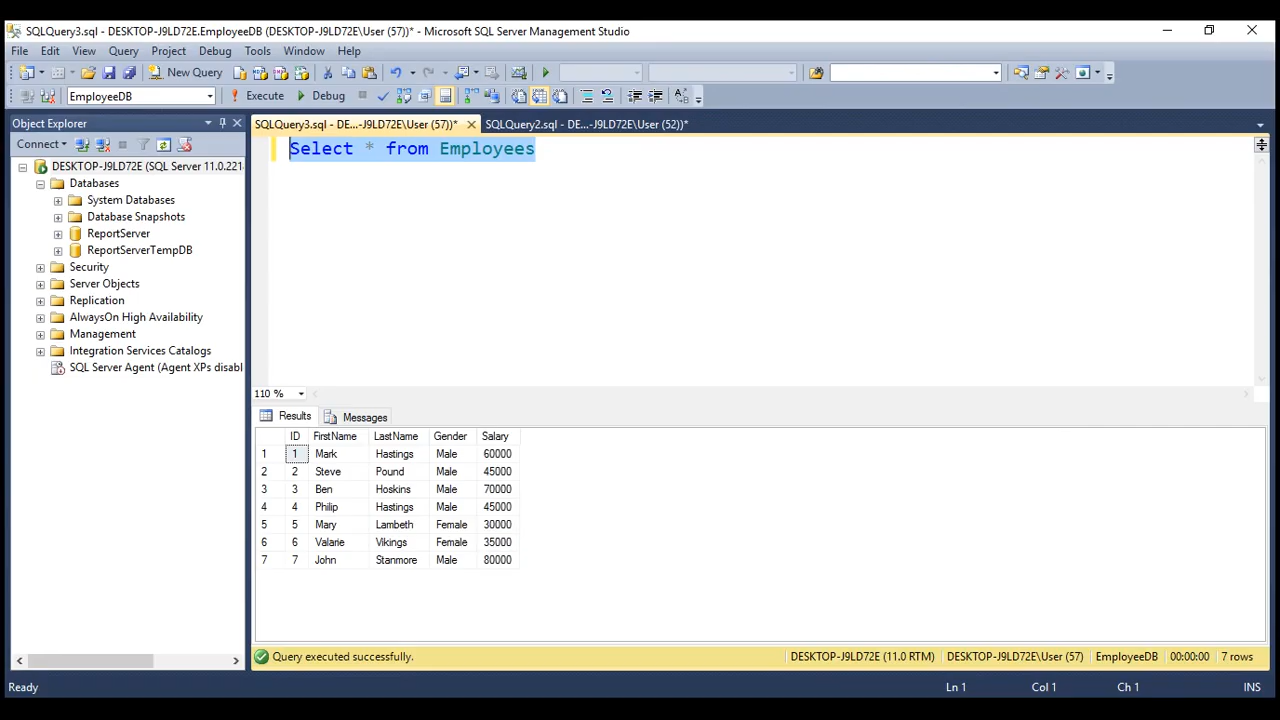 SQLQuery3.sql - DESKTOP-J9LD72E.EmployeeDB (DESKTOP-J9LD72E\User (57))* - Microsoft SQL Server Management Studio
File Edit View Query Project Debug Tools Window Help
New Query
EmployeeDB Execute Debug
Object Explorer
Connect
DESKTOP-J9LD72E (SQL Server 11.0.221
Databases
System Databases
Database Snapshots
ReportServer
ReportServerTempDB
Security
Server Objects
Replication
AlwaysOn High Availability
Management
Integration Services Catalogs
SQL Server Agent (Agent XPs disabl
SQLQuery3.sql - DE...-J9LD72E\User (57))* SQLQuery2.sql - DE...-J9LD72E\User (52))*
Select * from Employees
110 %
Results Messages
ID FirstName LastName Gender Salary
1 1 Mark Hastings Male 60000
2 2 Steve Pound Male 45000
3 3 Ben Hoskins Male 70000
4 4 Philip Hastings Male 45000
5 5 Mary Lambeth Female 30000
6 6 Valarie Vikings Female 35000
7 7 John Stanmore Male 80000
Query executed successfully. DESKTOP-J9LD72E (11.0 RTM) DESKTOP-J9LD72E\User (57) EmployeeDB 00:00:00 7 rows
Ready Ln 1 Col 1 Ch 1 INS